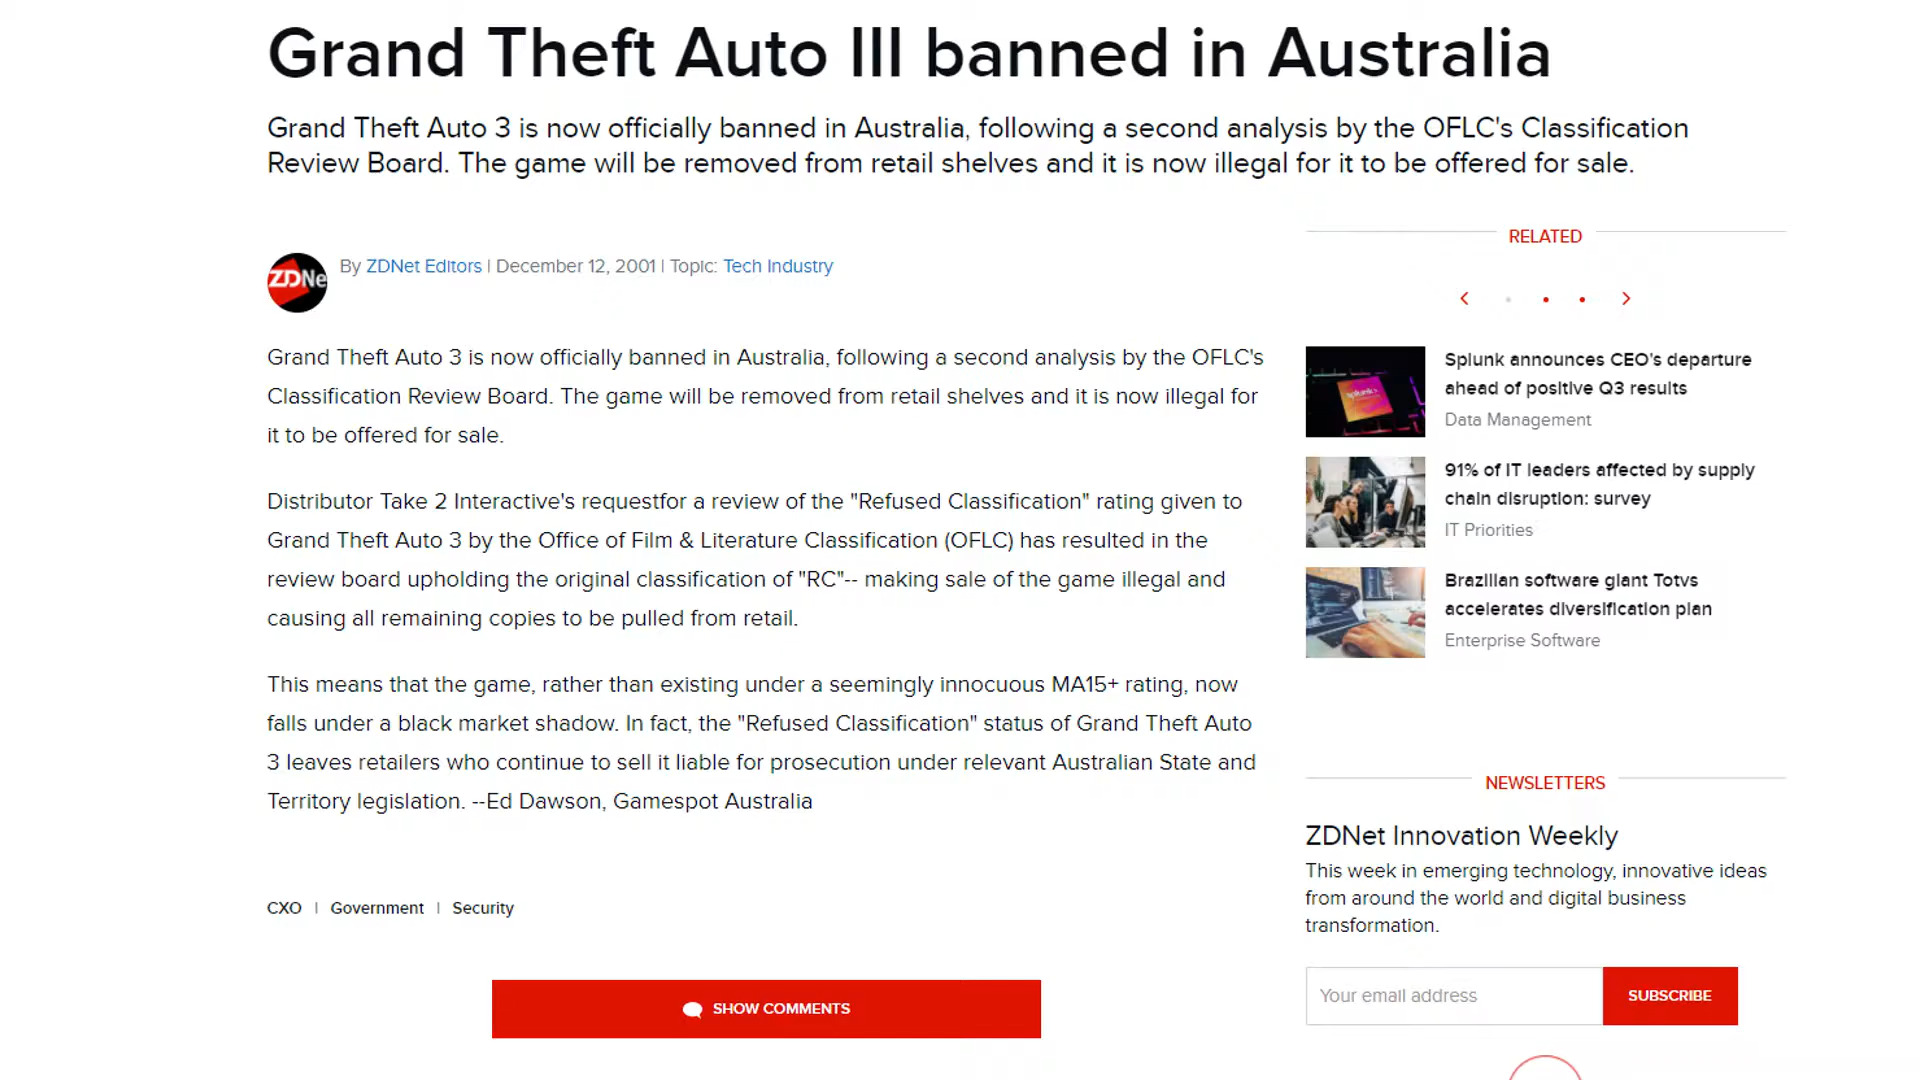 Grand Theft Auto III banned in Australia
Grand Theft Auto 3 is now officially banned in Australia, following a second analysis by the OFLC's Classification
Review Board. The game will be removed from retail shelves and it is now illegal for it to be offered for sale.
ZDNe
By ZDNet Editors | December 12, 2001 | Topic: Tech Industry
Grand Theft Auto 3 is now officially banned in Australia, following a second analysis by the OFLC's
Classification Review Board. The game will be removed from retail shelves and it is now illegal for
it to be offered for sale.
Distributor Take 2 Interactive's requestfor a review of the "Refused Classification" rating given to
Grand Theft Auto 3 by the Office of Film & Literature Classification (OFLC) has resulted in the
review board upholding the original classification of "RC"-- making sale of the game illegal and
causing all remaining copies to be pulled from retail.
This means that the game, rather than existing under a seemingly innocuous MA15+ rating, now
falls under a black market shadow. In fact, the "Refused Classification" status of Grand Theft Auto
3 leaves retailers who continue to sell it liable for prosecution under relevant Australian State and
Territory legislation. --Ed Dawson, Gamespot Australia
CXO | Government | Security
SHOW COMMENTS
RELATED
Splunk announces CEO's departure
ahead of positive Q3 results
Data Management
91% of IT leaders affected by supply
chain disruption: survey
IT Priorities
Brazilian software giant Totvs
accelerates diversification plan
Enterprise Software
NEWSLETTERS
ZDNet Innovation Weekly
This week in emerging technology, innovative ideas
from around the world and digital business
transformation.
Your email address
SUBSCRIBE